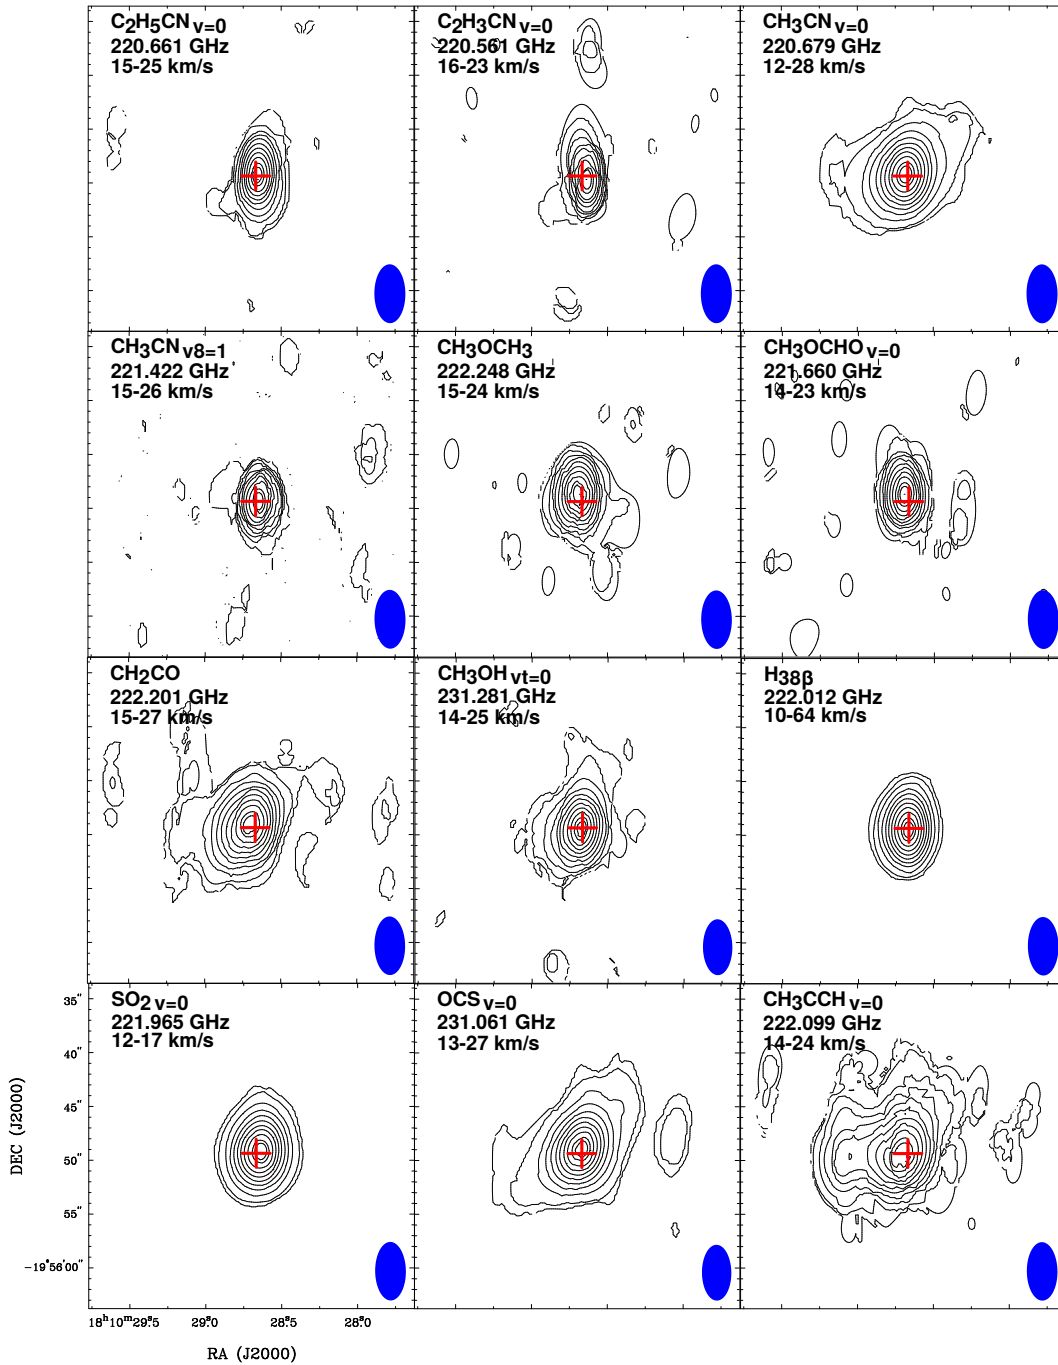 C2H5CN v=0
220.661 GHz
15-25 km/s
C2H3CN v=0
220.561 GHz
16-23 km/s
CH3CN v=0
220.679 GHz
12-28 km/s
CH3CN v8=1
221.422 GHz
15-26 km/s
CH3OCH3
222.248 GHz
15-24 km/s
CH3OCHO v=0
221.660 GHz
14-23 km/s
CH2CO
222.201 GHz
15-27 km/s
CH3OH vt=0
231.281 GHz
14-25 km/s
H38β
222.012 GHz
10-64 km/s
SO2 v=0
221.965 GHz
12-17 km/s
OCS v=0
231.061 GHz
13-27 km/s
CH3CCH v=0
222.099 GHz
14-24 km/s
35"
40"
45"
50"
55"
-19°56'00"
DEC (J2000)
18h10m29s.5
29s.0
28s.5
28s.0
RA (J2000)